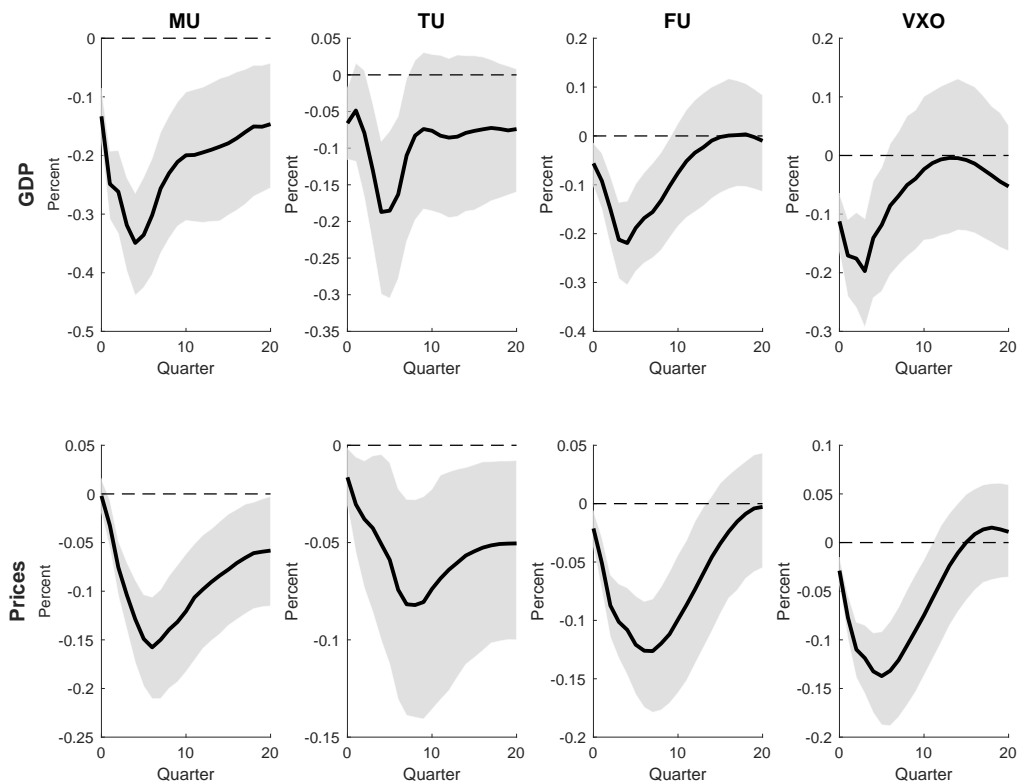 MU TU FU VXO
GDP
Percent
0
-0.1
-0.2
-0.3
-0.4
-0.5
0 10 20
Quarter
Percent
0.05
0
-0.05
-0.1
-0.15
-0.2
-0.25
-0.3
-0.35
0 10 20
Quarter
Percent
0.2
0.1
0
-0.1
-0.2
-0.3
-0.4
0 10 20
Quarter
Percent
0.2
0.1
0
-0.1
-0.2
-0.3
0 10 20
Quarter
Prices
Percent
0.05
0
-0.05
-0.1
-0.15
-0.2
-0.25
0 10 20
Quarter
Percent
0
-0.05
-0.1
-0.15
0 10 20
Quarter
Percent
0.05
0
-0.05
-0.1
-0.15
-0.2
0 10 20
Quarter
Percent
0.1
0.05
0
-0.05
-0.1
-0.15
-0.2
0 10 20
Quarter